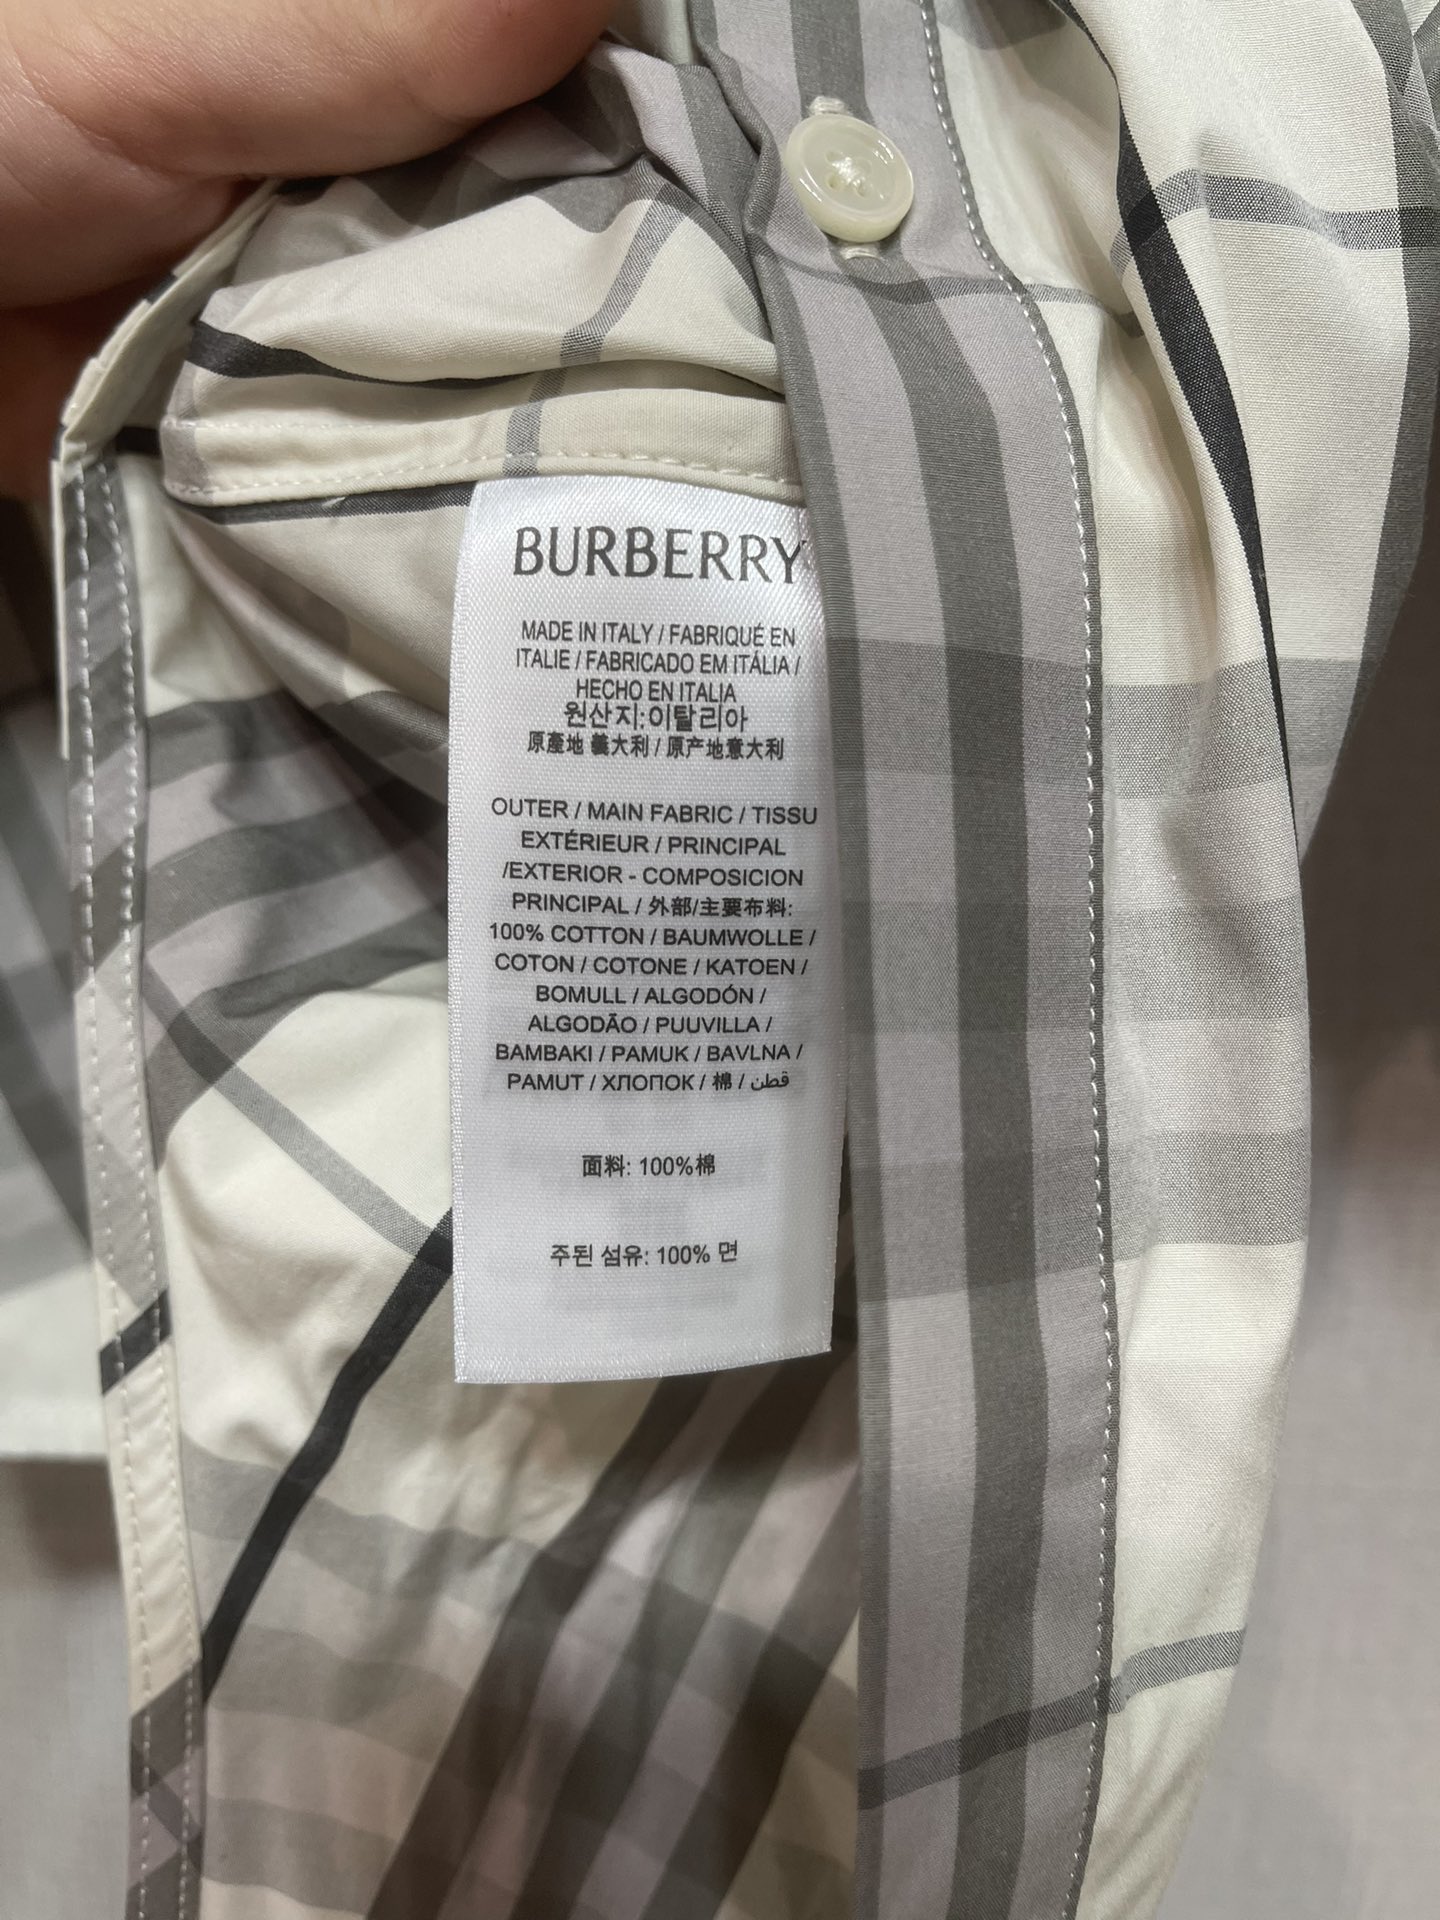 BURBERRY
MADE IN ITALY / FABRIQUÉ EN
ITALIE / FABRICADO EM ITÁLIA /
HECHO EN ITALIA
원산지:이탈리아
原產地 義大利 / 原产地意大利
OUTER / MAIN FABRIC / TISSU
EXTÉRIEUR / PRINCIPAL
/EXTERIOR - COMPOSICION
PRINCIPAL / 外部/主要布料:
100% COTTON / BAUMWOLLE /
COTON / COTONE / KATOEN /
BOMULL / ALGODÓN /
ALGODÃO / PUUVILLA /
BAMBAKI / PAMUK / BAVLNA /
PAMUT / ХЛОПОК / 棉 / قطن
面料: 100%棉
주된 섬유: 100% 면